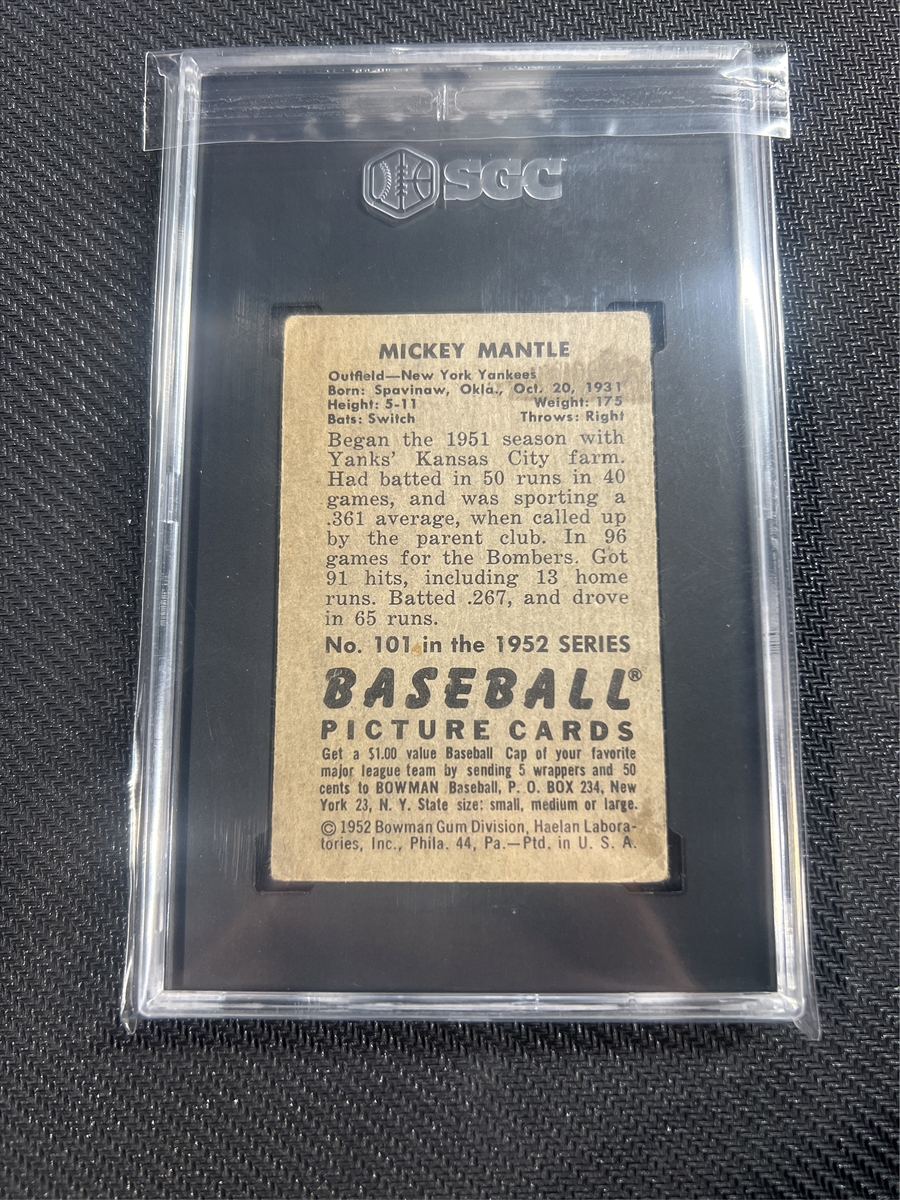 SGC
MICKEY MANTLE
Outfield—New York Yankees
Born: Spavinaw, Okla., Oct. 20, 1931
Height: 5-11 Weight: 175
Bats: Switch Throws: Right
Began the 1951 season with
Yanks' Kansas City farm.
Had batted in 50 runs in 40
games, and was sporting a
.361 average, when called up
by the parent club. In 96
games for the Bombers. Got
91 hits, including 13 home
runs. Batted .267, and drove
in 65 runs.
No. 101 in the 1952 SERIES
BASEBALL®
PICTURE CARDS
Get a $1.00 value Baseball Cap of your favorite
major league team by sending 5 wrappers and 50
cents to BOWMAN Baseball, P. O. BOX 234, New
York 23, N. Y. State size: small, medium or large.
© 1952 Bowman Gum Division, Haelan Labora-
tories, Inc., Phila. 44, Pa.—Ptd. in U. S. A.